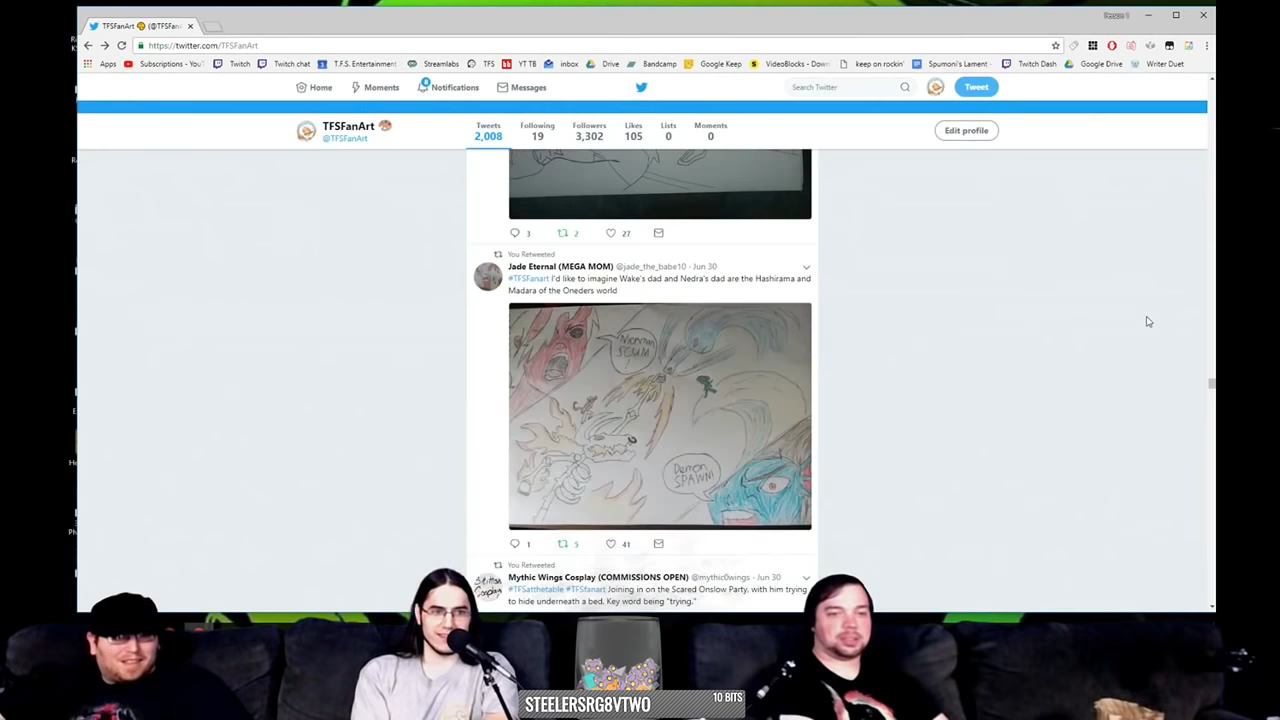 TFSFanArt (@TFSFan
Person 1
https://twitter.com/TFSFanArt
Apps
Subscriptions - You
Twitch
Twitch chat
T.F.S. Entertainment
Streamlabs
TFS
YT TB
inbox
Drive
Bandcamp
Google Keep
VideoBlocks - Down
keep on rockin'
Spumoni's Lament -
Twitch Dash
Google Drive
Writer Duet
Home
Moments
Notifications
Messages
Search Twitter
Tweet
TFSFanArt
@TFSFanArt
Tweets
2,008
Following
19
Followers
3,302
Likes
105
Lists
0
Moments
0
Edit profile
3
2
27
You Retweeted
Jade Eternal (MEGA MOM) @jade_the_babe10 · Jun 30
#TFSFanart I'd like to imagine Wake's dad and Nedra's dad are the Hashirama and
Madara of the Oneders world
SCUM
Demon
SPAWN!
1
5
41
You Retweeted
Mythic Wings Cosplay (COMMISSIONS OPEN) @mythic0wings · Jun 30
#TFSatthetable #TFSfanart Joining in on the Scared Onslow Party, with him trying
to hide underneath a bed. Key word being "trying."
STEELERSRG8VTWO
10 BITS